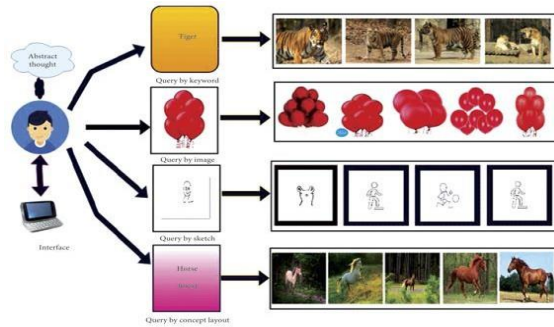 Abstract
thought
Interface
Tiger
Query by keyword
Query by image
Query by sketch
Horse
Query by concept layout